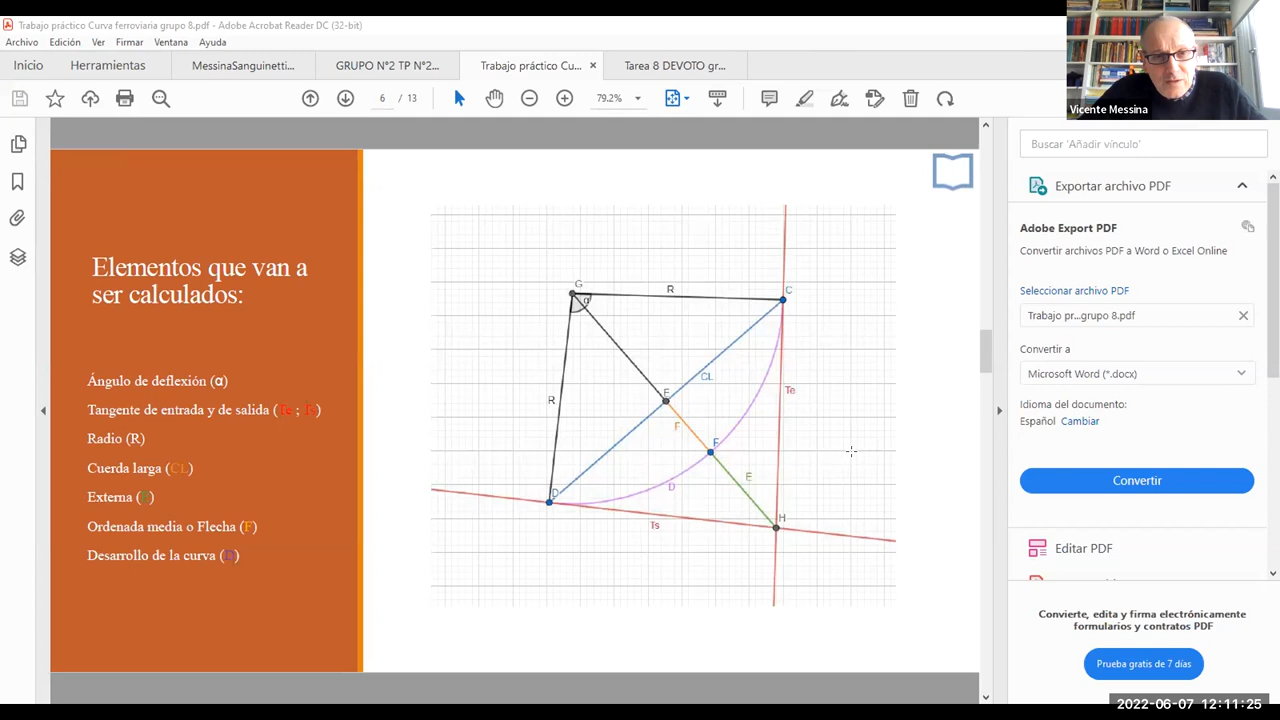 Trabajo práctico Curva ferroviaria grupo 8.pdf - Adobe Acrobat Reader DC (32-bit)
Archivo Edición Ver Firmar Ventana Ayuda
Inicio Herramientas MessinaSanguinetti... GRUPO N°2 TP N°2... Trabajo práctico Cu... × Tarea 8 DEVOTO gr...
6 / 13 79.2%
Vicente Messina
Elementos que van a
ser calculados:
Ángulo de deflexión (α)
Tangente de entrada y de salida (Te ; Ts)
Radio (R)
Cuerda larga (CL)
Externa (E)
Ordenada media o Flecha (F)
Desarrollo de la curva (D)
G
R
C
α
CL
E
Te
R
F
F
E
D
D
Ts
H
Buscar 'Añadir vínculo'
Exportar archivo PDF
Adobe Export PDF
Convertir archivos PDF a Word o Excel Online
Seleccionar archivo PDF
Trabajo pr...grupo 8.pdf
Convertir a
Microsoft Word (*.docx)
Idioma del documento:
Español Cambiar
Convertir
Editar PDF
Convierte, edita y firma electrónicamente
formularios y contratos PDF
Prueba gratis de 7 días
2022-06-07 12:11:25